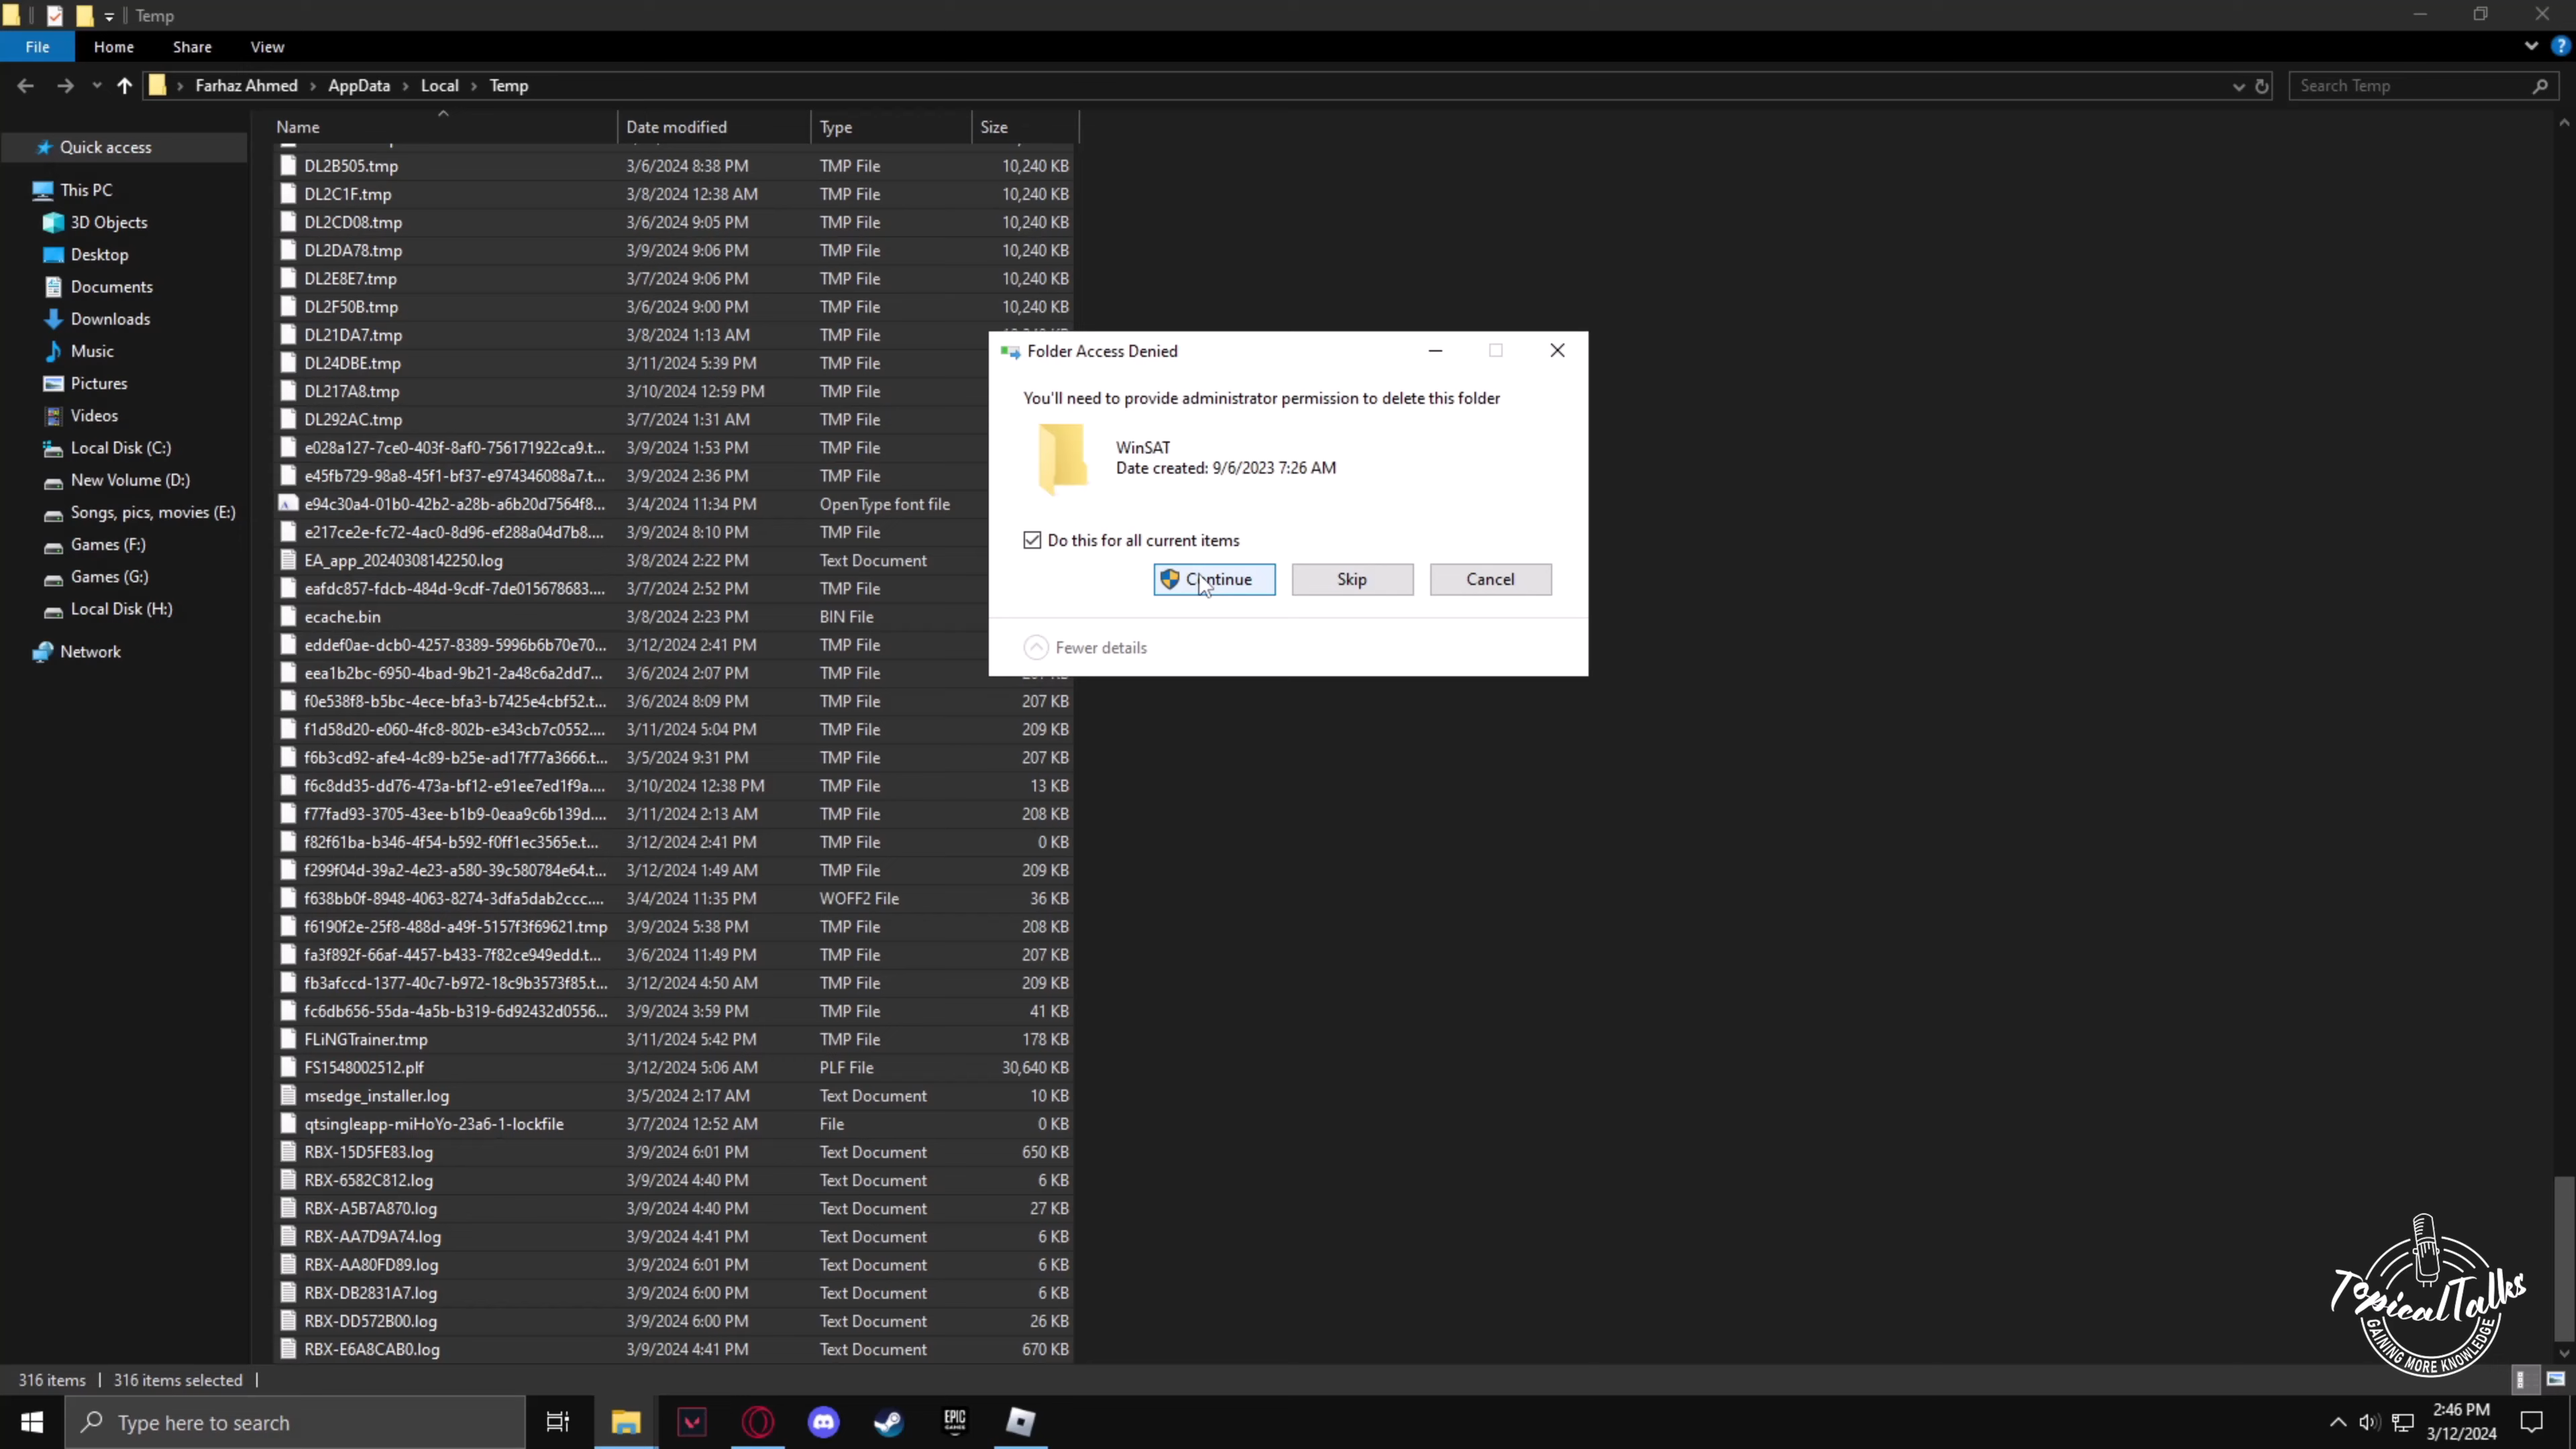 Temp
File Home Share View
Farhaz Ahmed > AppData > Local > Temp
Search Temp
Name Date modified Type Size
Quick access
This PC
3D Objects
Desktop
Documents
Downloads
Music
Pictures
Videos
Local Disk (C:)
New Volume (D:)
Songs, pics, movies (E:)
Games (F:)
Games (G:)
Local Disk (H:)
Network
DL2B505.tmp 3/6/2024 8:38 PM TMP File 10,240 KB
DL2C1F.tmp 3/8/2024 12:38 AM TMP File 10,240 KB
DL2CD08.tmp 3/6/2024 9:05 PM TMP File 10,240 KB
DL2DA78.tmp 3/9/2024 9:06 PM TMP File 10,240 KB
DL2E8E7.tmp 3/7/2024 9:06 PM TMP File 10,240 KB
DL2F50B.tmp 3/6/2024 9:00 PM TMP File 10,240 KB
DL21DA7.tmp 3/8/2024 1:13 AM TMP File
DL24DBE.tmp 3/11/2024 5:39 PM TMP File
DL217A8.tmp 3/10/2024 12:59 PM TMP File
DL292AC.tmp 3/7/2024 1:31 AM TMP File
e028a127-7ce0-403f-8af0-756171922ca9.t... 3/9/2024 1:53 PM TMP File
e45fb729-98a8-45f1-bf37-e974346088a7.t... 3/9/2024 2:36 PM TMP File
e94c30a4-01b0-42b2-a28b-a6b20d7564f8... 3/4/2024 11:34 PM OpenType font file
e217ce2e-fc72-4ac0-8d96-ef288a04d7b8.... 3/9/2024 8:10 PM TMP File
EA_app_20240308142250.log 3/8/2024 2:22 PM Text Document
eafdc857-fdcb-484d-9cdf-7de015678683.... 3/7/2024 2:52 PM TMP File
ecache.bin 3/8/2024 2:23 PM BIN File
eddef0ae-dcb0-4257-8389-5996b6b70e70... 3/12/2024 2:41 PM TMP File
eea1b2bc-6950-4bad-9b21-2a48c6a2dd7... 3/6/2024 2:07 PM TMP File
f0e538f8-b5bc-4ece-bfa3-b7425e4cbf52.t... 3/6/2024 8:09 PM TMP File 207 KB
f1d58d20-e060-4fc8-802b-e343cb7c0552.... 3/11/2024 5:04 PM TMP File 209 KB
f6b3cd92-afe4-4c89-b25e-ad17f77a3666.t... 3/5/2024 9:31 PM TMP File 207 KB
f6c8dd35-dd76-473a-bf12-e91ee7ed1f9a.... 3/10/2024 12:38 PM TMP File 13 KB
f77fad93-3705-43ee-b1b9-0eaa9c6b139d.... 3/11/2024 2:13 AM TMP File 208 KB
f82f61ba-b346-4f54-b592-f0ff1ec3565e.t... 3/12/2024 2:41 PM TMP File 0 KB
f299f04d-39a2-4e23-a580-39c580784e64.t... 3/12/2024 1:49 AM TMP File 209 KB
f638bb0f-8948-4063-8274-3dfa5dab2ccc.... 3/4/2024 11:35 PM WOFF2 File 36 KB
f6190f2e-25f8-488d-a49f-5157f3f69621.tmp 3/9/2024 5:38 PM TMP File 208 KB
fa3f892f-66af-4457-b433-7f82ce949edd.t... 3/6/2024 11:49 PM TMP File 207 KB
fb3afccd-1377-40c7-b972-18c9b3573f85.t... 3/12/2024 4:50 AM TMP File 209 KB
fc6db656-55da-4a5b-b319-6d92432d0556... 3/9/2024 3:59 PM TMP File 41 KB
FLiNGTrainer.tmp 3/11/2024 5:42 PM TMP File 178 KB
FS1548002512.plf 3/12/2024 5:06 AM PLF File 30,640 KB
msedge_installer.log 3/5/2024 2:17 AM Text Document 10 KB
qtsingleapp-miHoYo-23a6-1-lockfile 3/7/2024 12:52 AM File 0 KB
RBX-15D5FE83.log 3/9/2024 6:01 PM Text Document 650 KB
RBX-6582C812.log 3/9/2024 4:40 PM Text Document 6 KB
RBX-A5B7A870.log 3/9/2024 4:40 PM Text Document 27 KB
RBX-AA7D9A74.log 3/9/2024 4:41 PM Text Document 6 KB
RBX-AA80FD89.log 3/9/2024 6:01 PM Text Document 6 KB
RBX-DB2831A7.log 3/9/2024 6:00 PM Text Document 6 KB
RBX-DD572B00.log 3/9/2024 6:00 PM Text Document 26 KB
RBX-E6A8CAB0.log 3/9/2024 4:41 PM Text Document 670 KB
Folder Access Denied
You'll need to provide administrator permission to delete this folder
WinSAT
Date created: 9/6/2023 7:26 AM
Do this for all current items
Continue Skip Cancel
Fewer details
TopicalTalks
GAINING MORE KNOWLEDGE
316 items 316 items selected
Type here to search
EPIC GAMES
2:46 PM
3/12/2024